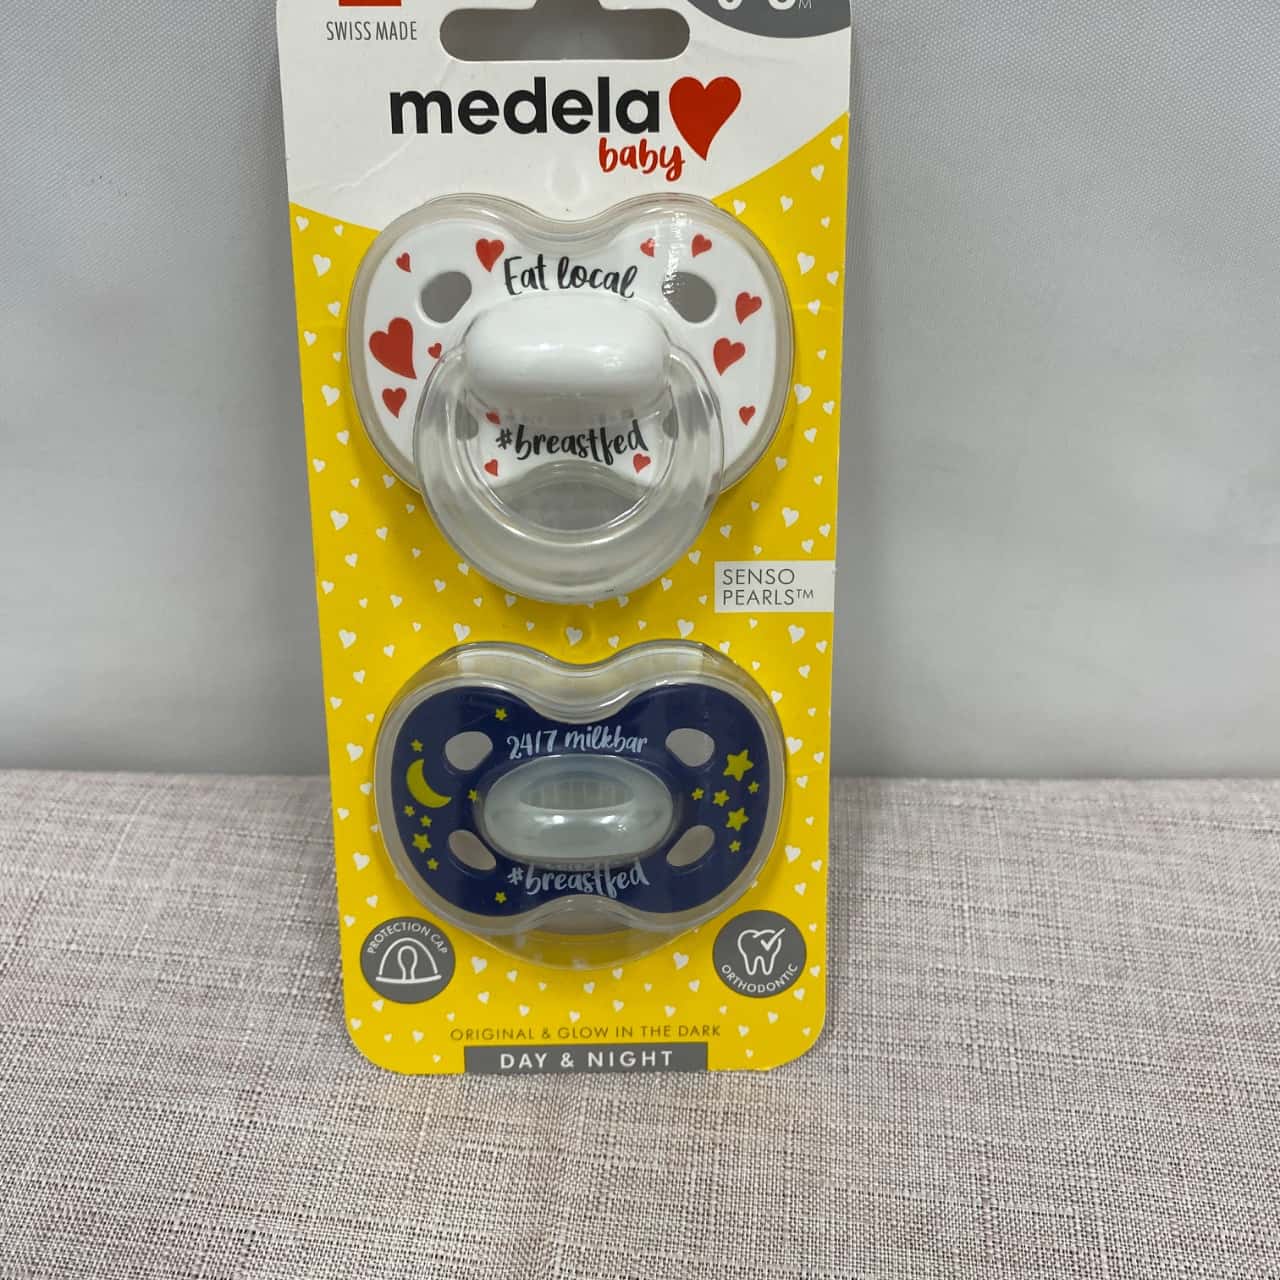 SWISS MADE
M
medela
baby
Eat local
#breastfed
SENSO
PEARLS™
24/7 milkbar
#breastfed
PROTECTION CAP
ORTHODONTIC
ORIGINAL & GLOW IN THE DARK
DAY & NIGHT